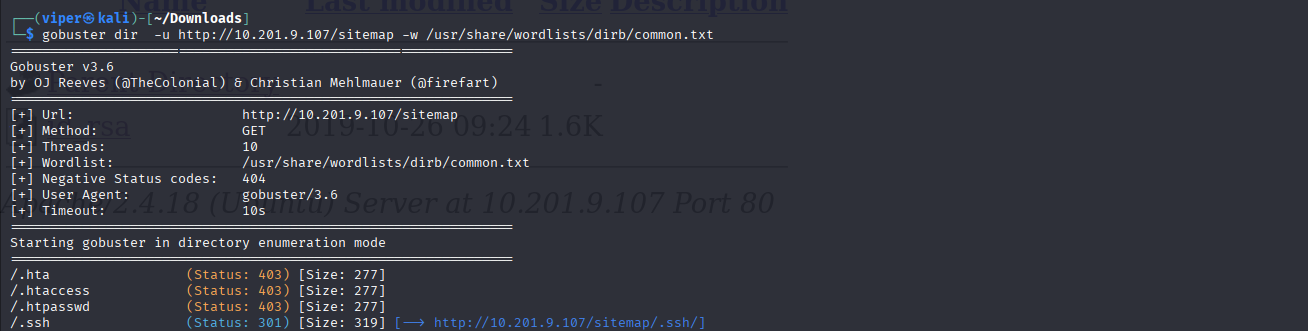 Name Last modified Size Description
┌──(viper㉿kali)-[~/Downloads]
└─$ gobuster dir  -u http://10.201.9.107/sitemap -w /usr/share/wordlists/dirb/common.txt
===============================================================
Gobuster v3.6
by OJ Reeves (@TheColonial) & Christian Mehlmauer (@firefart)
===============================================================
[+] Url:                     http://10.201.9.107/sitemap
[+] Method:                  GET
[+] Threads:                 10
[+] Wordlist:                /usr/share/wordlists/dirb/common.txt
[+] Negative Status codes:   404
[+] User Agent:              gobuster/3.6
[+] Timeout:                 10s
===============================================================
Starting gobuster in directory enumeration mode
===============================================================
/.hta                 (Status: 403) [Size: 277]
/.htaccess            (Status: 403) [Size: 277]
/.htpasswd            (Status: 403) [Size: 277]
/.ssh                 (Status: 301) [Size: 319] [--> http://10.201.9.107/sitemap/.ssh/]
-
rsa 2019-10-26 09:24 1.6K
2.4.18 (Ubuntu) Server at 10.201.9.107 Port 80